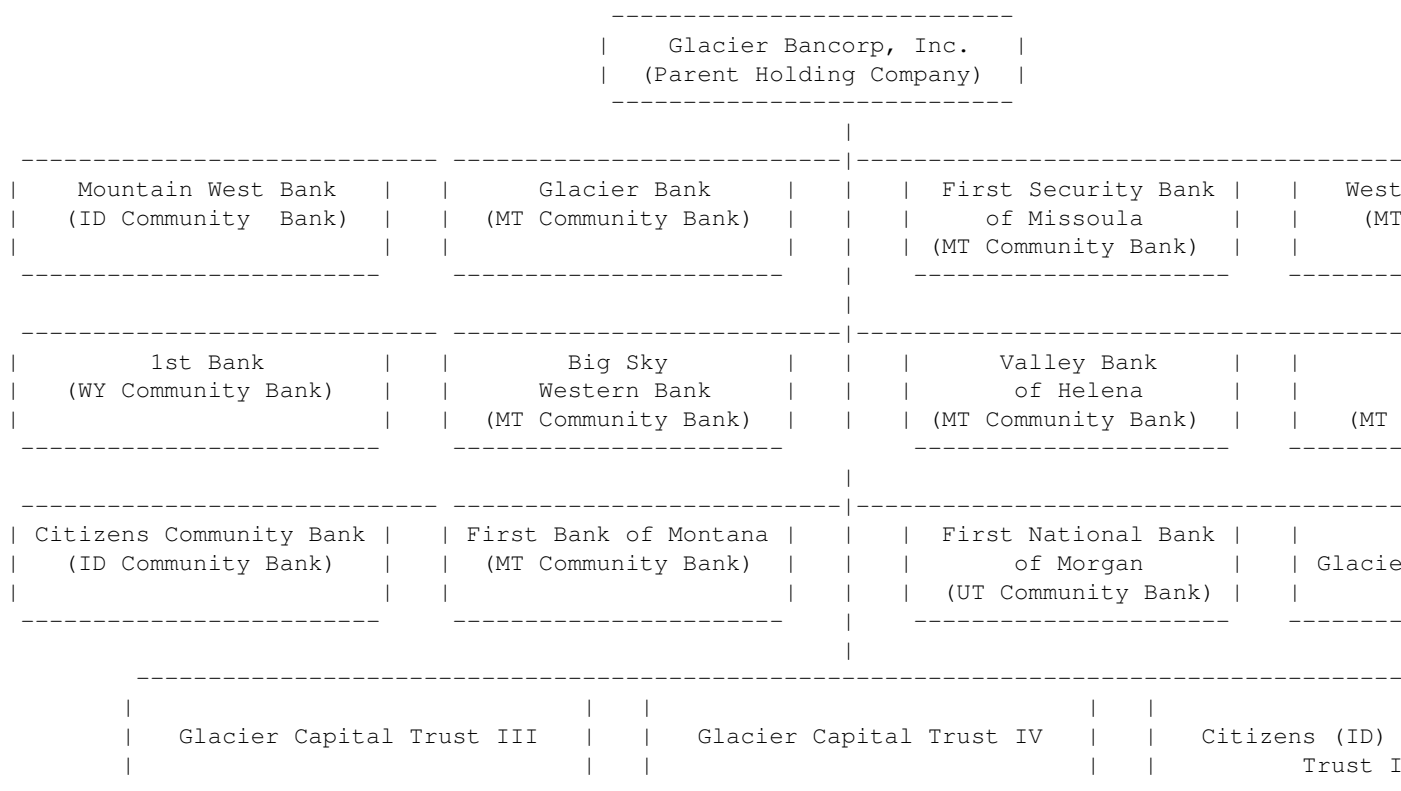 Glacier Bancorp, Inc.
(Parent Holding Company)
Mountain West Bank Glacier Bank First Security Bank West
(ID Community Bank) (MT Community Bank) of Missoula (MT
(MT Community Bank)
1st Bank Big Sky Valley Bank
(WY Community Bank) Western Bank of Helena
(MT Community Bank) (MT Community Bank) (MT
Citizens Community Bank First Bank of Montana First National Bank
(ID Community Bank) (MT Community Bank) of Morgan Glacie
(UT Community Bank)
Glacier Capital Trust III Glacier Capital Trust IV Citizens (ID)
Trust I